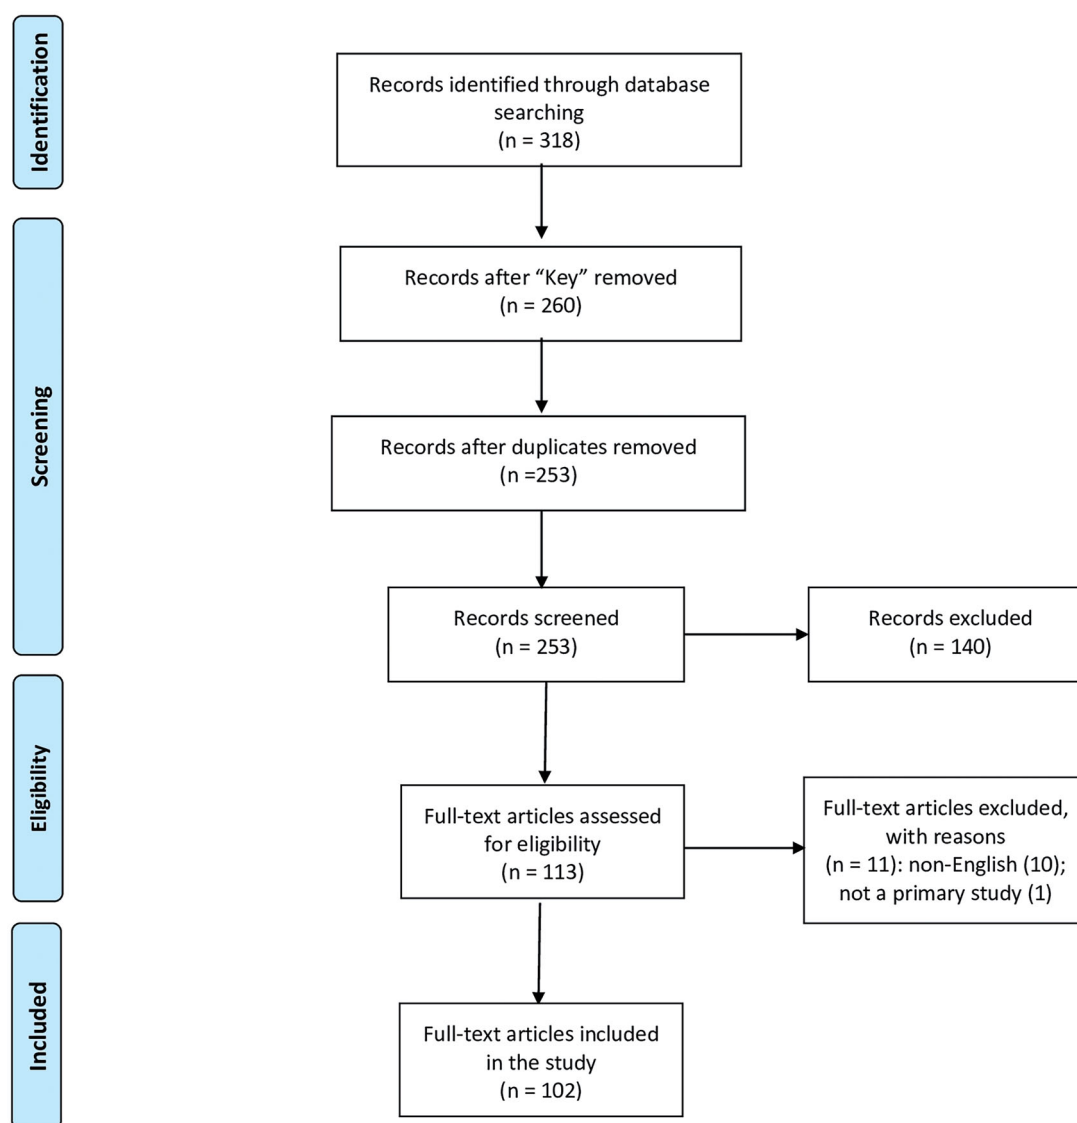 Identification
Records identified through database
searching
(n = 318)
Screening
Records after “Key” removed
(n = 260)
Records after duplicates removed
(n =253)
Records screened
(n = 253)
Records excluded
(n = 140)
Eligibility
Full-text articles assessed
for eligibility
(n = 113)
Full-text articles excluded,
with reasons
(n = 11): non-English (10);
not a primary study (1)
Included
Full-text articles included
in the study
(n = 102)